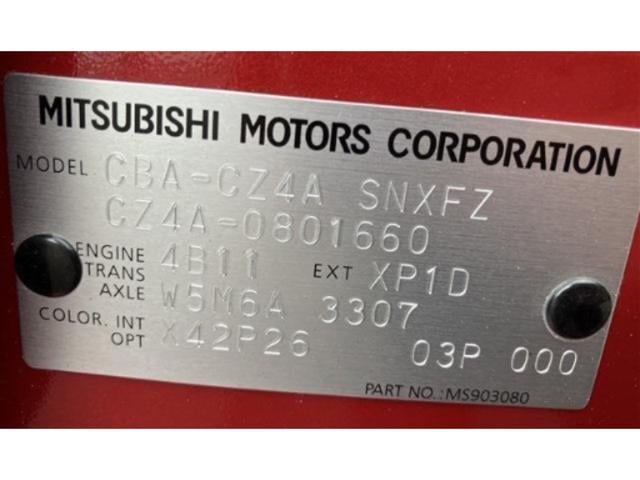 MITSUBISHI MOTORS CORPORATION
MODEL CBA-CZ4A SNXFZ
CZ4A-0801660
ENGINE 4B11 EXT XP1D
TRANS AXLE W5M6A 3307
COLOR. INT OPT X42P26 03P 000
PART NO.:MS903080